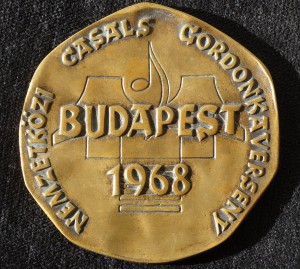 NEMZETKÖZI CASALS GORDONKAVERSENY
BUDAPEST
1968